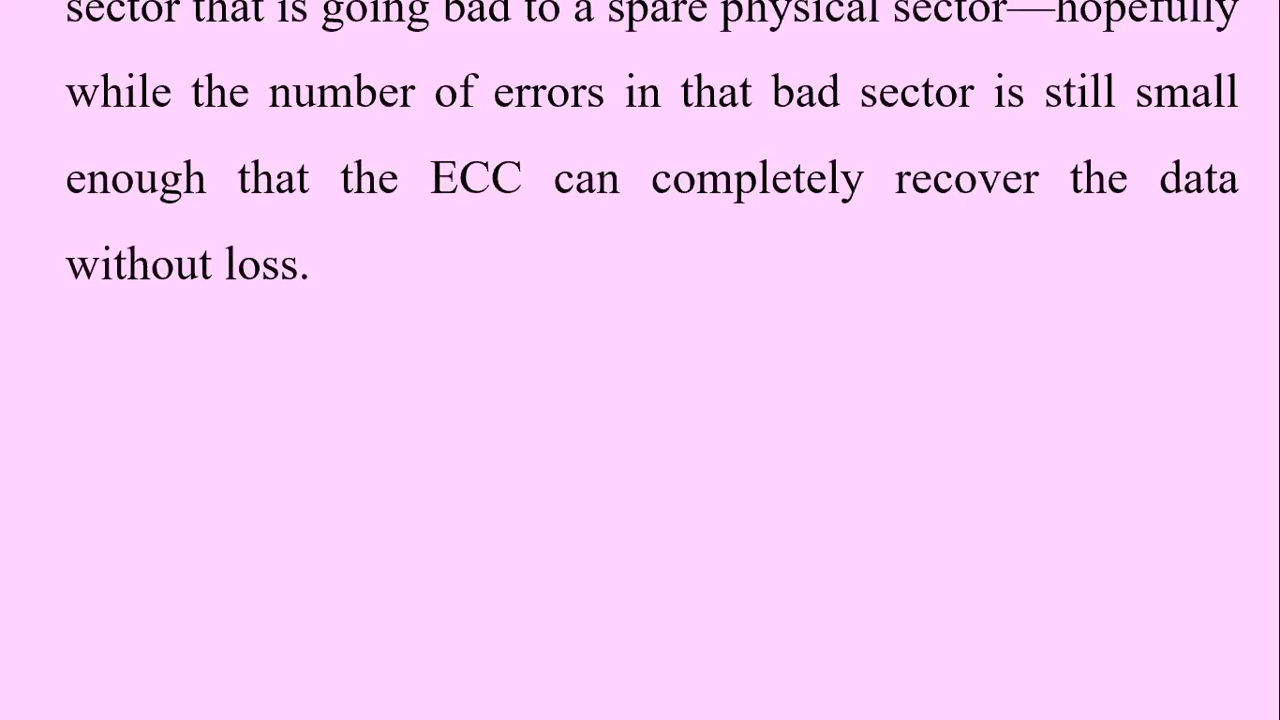 sector that is going bad to a spare physical sector—hopefully
while the number of errors in that bad sector is still small
enough that the ECC can completely recover the data
without loss.